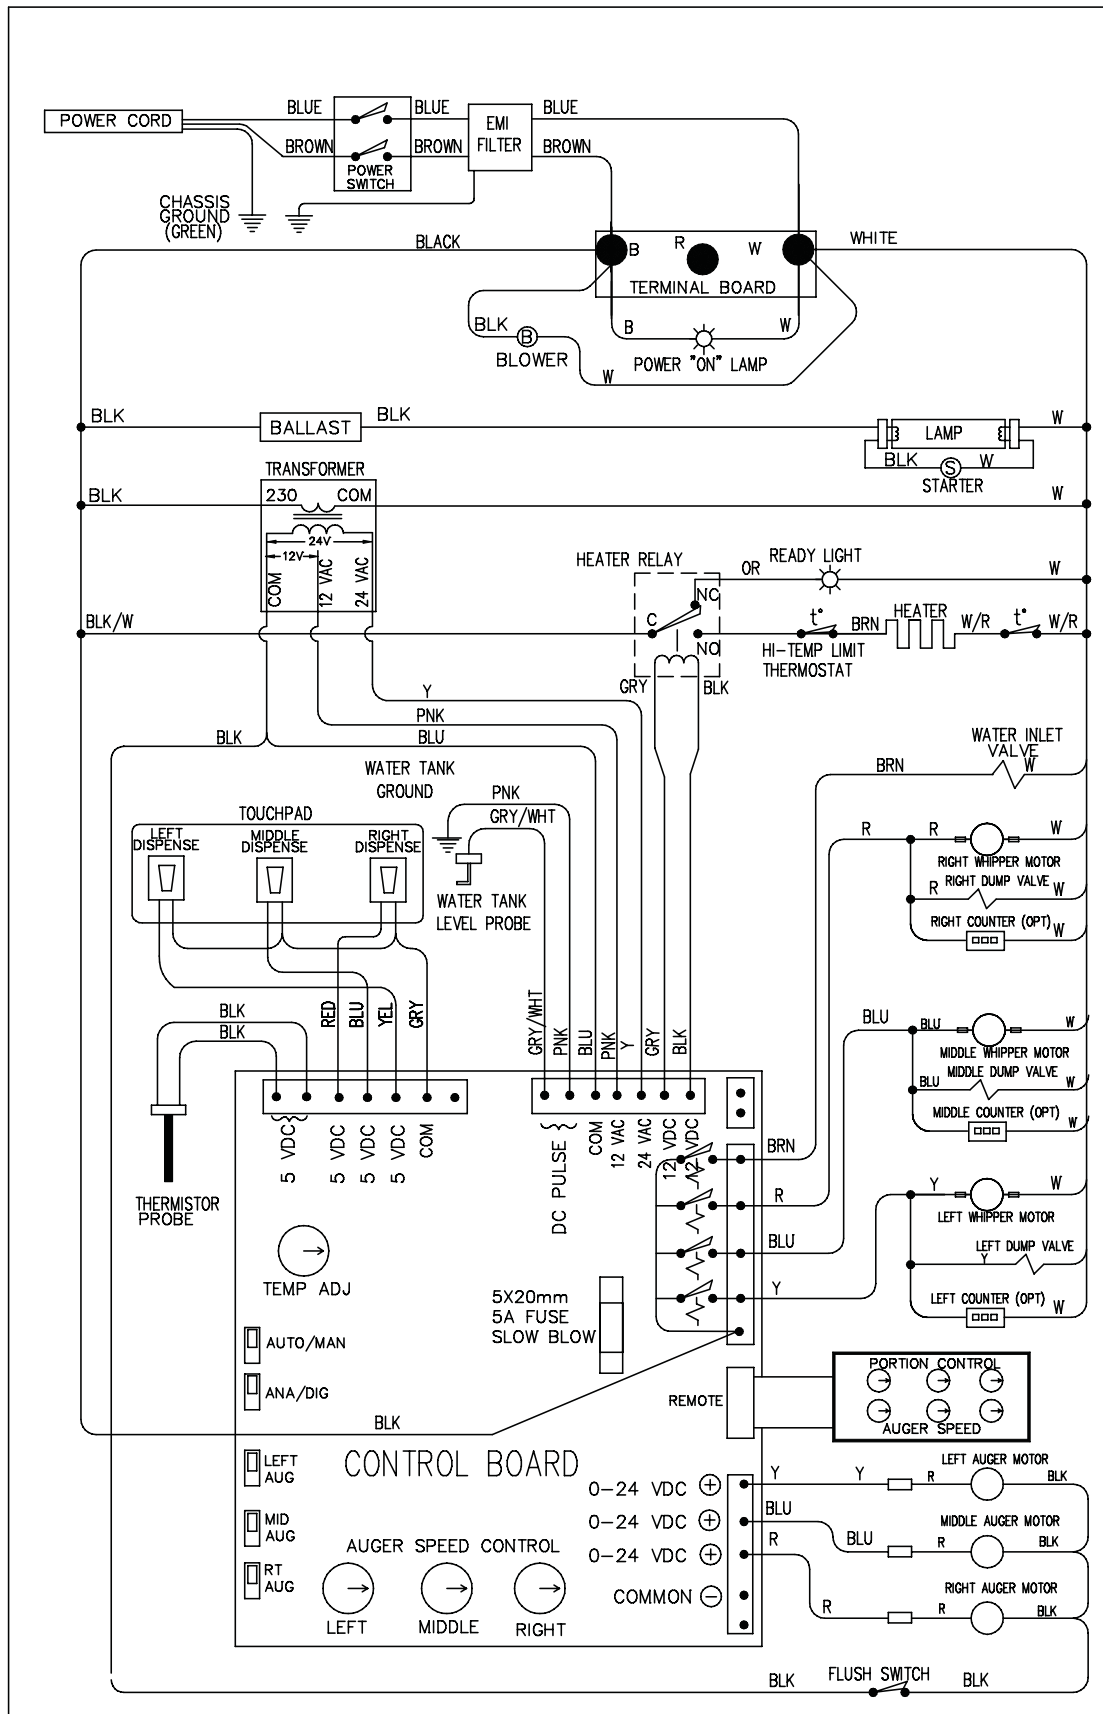 POWER CORD
BLUE
BLUE
BLUE
BROWN
BROWN
BROWN
POWER
SWITCH
EMI
FILTER
CHASSIS
GROUND
(GREEN)
BLACK
B
R
W
WHITE
TERMINAL BOARD
BLK
B
BLOWER
B
W
POWER "ON" LAMP
W
BLK
BALLAST
BLK
LAMP
W
BLK
S
W
STARTER
TRANSFORMER
BLK
230
COM
W
24V
12V
COM
12 VAC
24 VAC
HEATER RELAY
READY LIGHT
OR
W
NC
BLK/W
C
NO
t°
BRN
HEATER
W/R
t°
W/R
HI-TEMP LIMIT
THERMOSTAT
GRY
BLK
Y
PNK
BLK
BLU
WATER INLET
VALVE
W
BRN
WATER TANK
GROUND
PNK
GRY/WHT
TOUCHPAD
LEFT
DISPENSE
MIDDLE
DISPENSE
RIGHT
DISPENSE
WATER TANK
LEVEL PROBE
R
R
W
RIGHT WHIPPER MOTOR
RIGHT DUMP VALVE
R
W
RIGHT COUNTER (OPT)
W
BLK
BLK
RED
BLU
YEL
GRY
GRY/WHT
PNK
BLU
PNK
Y
GRY
BLK
BLU
BLU
W
MIDDLE WHIPPER MOTOR
MIDDLE DUMP VALVE
BLU
W
MIDDLE COUNTER (OPT)
W
5 VDC
5 VDC
5 VDC
5 VDC
COM
DC PULSE
COM
12 VAC
24 VAC
12 VDC
12 VDC
BRN
R
BLU
Y
THERMISTOR
PROBE
Y
W
LEFT WHIPPER MOTOR
LEFT DUMP VALVE
Y
LEFT COUNTER (OPT)
W
TEMP ADJ
5X20mm
5A FUSE
SLOW BLOW
AUTO/MAN
ANA/DIG
REMOTE
PORTION CONTROL
AUGER SPEED
BLK
LEFT
AUG
CONTROL BOARD
MID
AUG
RT
AUG
AUGER SPEED CONTROL
LEFT
MIDDLE
RIGHT
0-24 VDC +
0-24 VDC +
0-24 VDC +
COMMON -
Y
Y
R
LEFT AUGER MOTOR
BLK
BLU
BLU
R
MIDDLE AUGER MOTOR
BLK
R
R
R
RIGHT AUGER MOTOR
BLK
BLK
FLUSH SWITCH
BLK